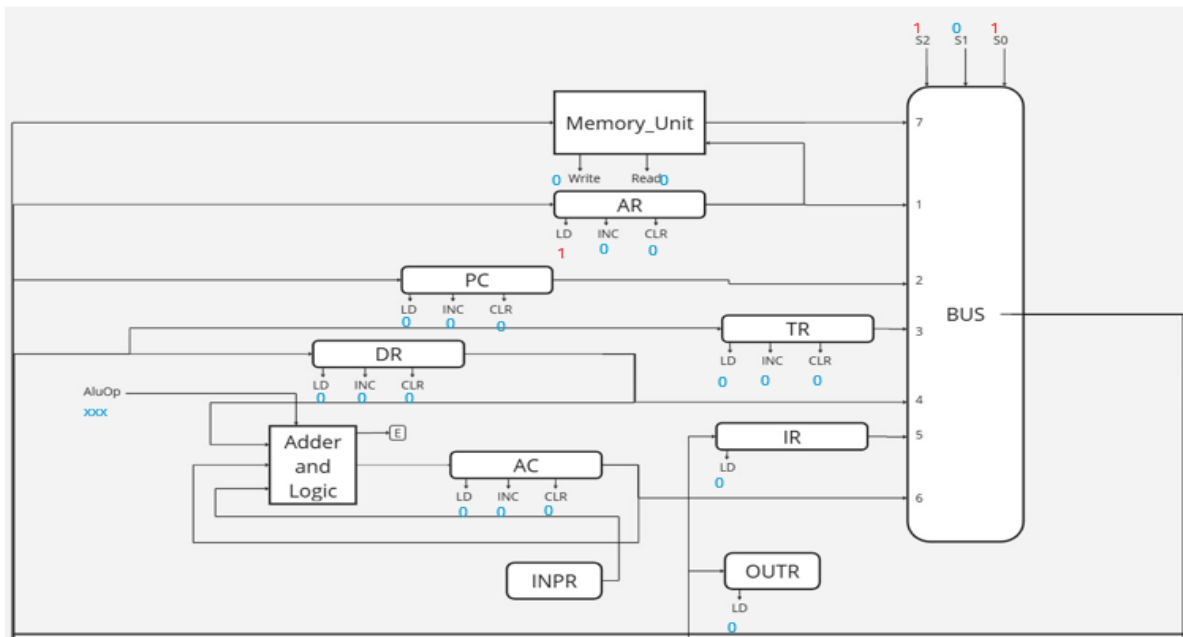 1 0 1
S2 S1 S0
Memory_Unit
7
0 Write Read 0
AR
1
LD INC CLR
1 0 0
PC
2
LD INC CLR
0 0 0
BUS
TR
3
LD INC CLR
0 0 0
DR
LD INC CLR
0 0 0
AluOp
xxx
4
Adder
and
Logic
E
IR
5
LD
0
AC
LD INC CLR
0 0 0
6
INPR
OUTR
LD
0